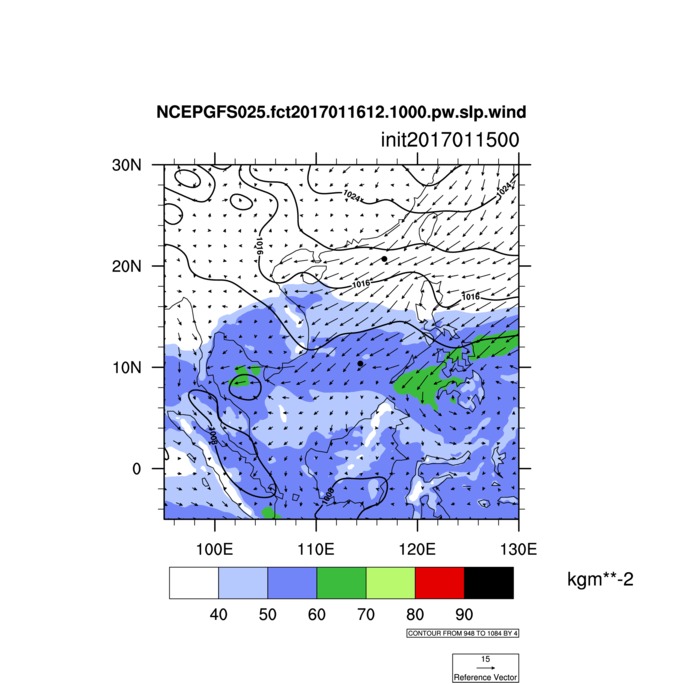 NCEPGFS025.fct2017011612.1000.pw.slp.wind
init2017011500
30N
20N
10N
0
1024
1024
1016
1016
1016
1008
1008
100E
110E
120E
130E
kgm**-2
40
50
60
70
80
90
CONTOUR FROM 948 TO 1084 BY 4
15
Reference Vector